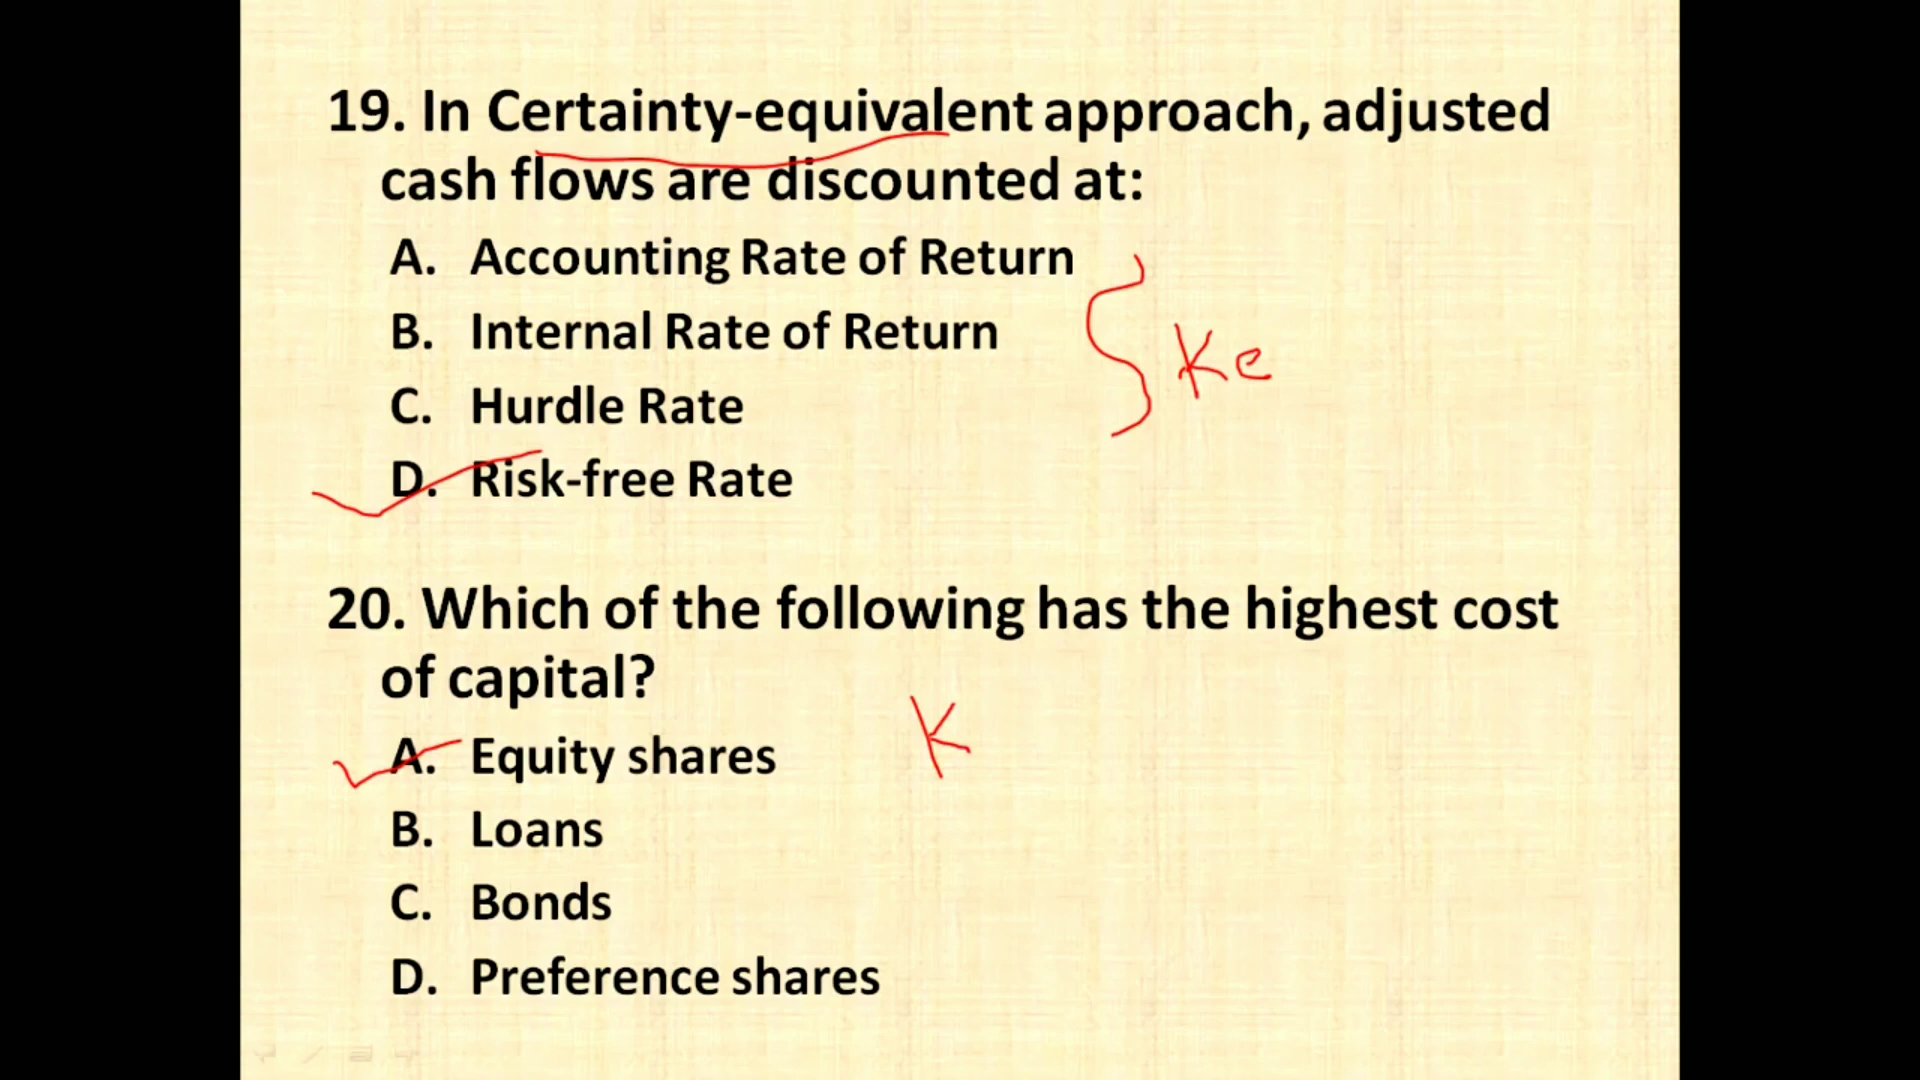 19. In Certainty-equivalent approach, adjusted
cash flows are discounted at:
A. Accounting Rate of Return
B. Internal Rate of Return
Ke
C. Hurdle Rate
D. Risk-free Rate
20. Which of the following has the highest cost
of capital?
K
A. Equity shares
B. Loans
C. Bonds
D. Preference shares